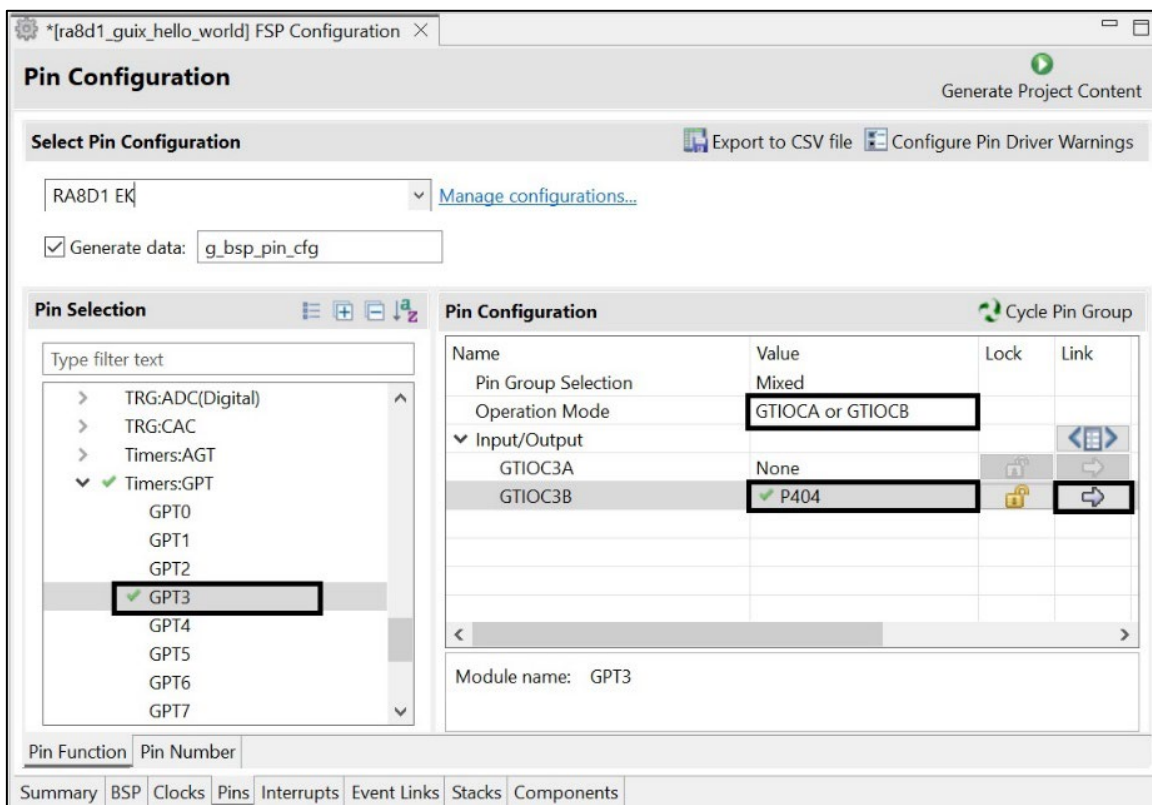 *[ra8d1_guix_hello_world] FSP Configuration
Pin Configuration
Generate Project Content
Select Pin Configuration
Export to CSV file
Configure Pin Driver Warnings
RA8D1 EK
Manage configurations...
Generate data:
g_bsp_pin_cfg
Pin Selection
Type filter text
TRG:ADC(Digital)
TRG:CAC
Timers:AGT
Timers:GPT
GPT0
GPT1
GPT2
GPT3
GPT4
GPT5
GPT6
GPT7
Pin Configuration
Cycle Pin Group
Name Value Lock Link
Pin Group Selection Mixed
Operation Mode GTIOCA or GTIOCB
Input/Output
GTIOC3A None
GTIOC3B P404
Module name: GPT3
Pin Function Pin Number
Summary BSP Clocks Pins Interrupts Event Links Stacks Components